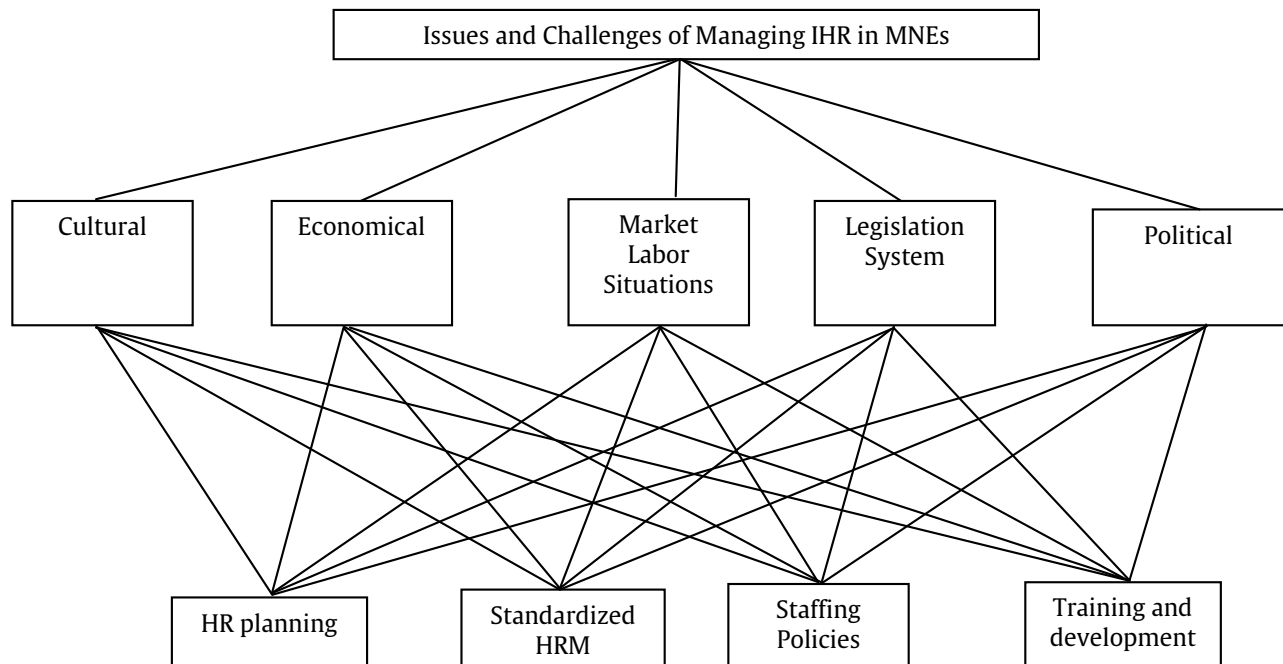 Issues and Challenges of Managing IHR in MNEs
Cultural
Economical
Market
Labor
Situations
Legislation
System
Political
HR planning
Standardized
HRM
Staffing
Policies
Training and
development